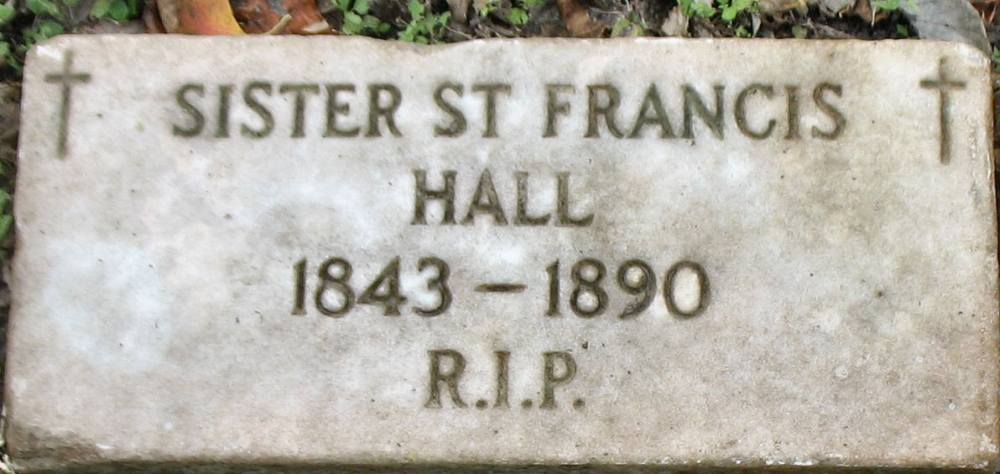 SISTER ST FRANCIS
HALL
1843 – 1890
R.I.P.